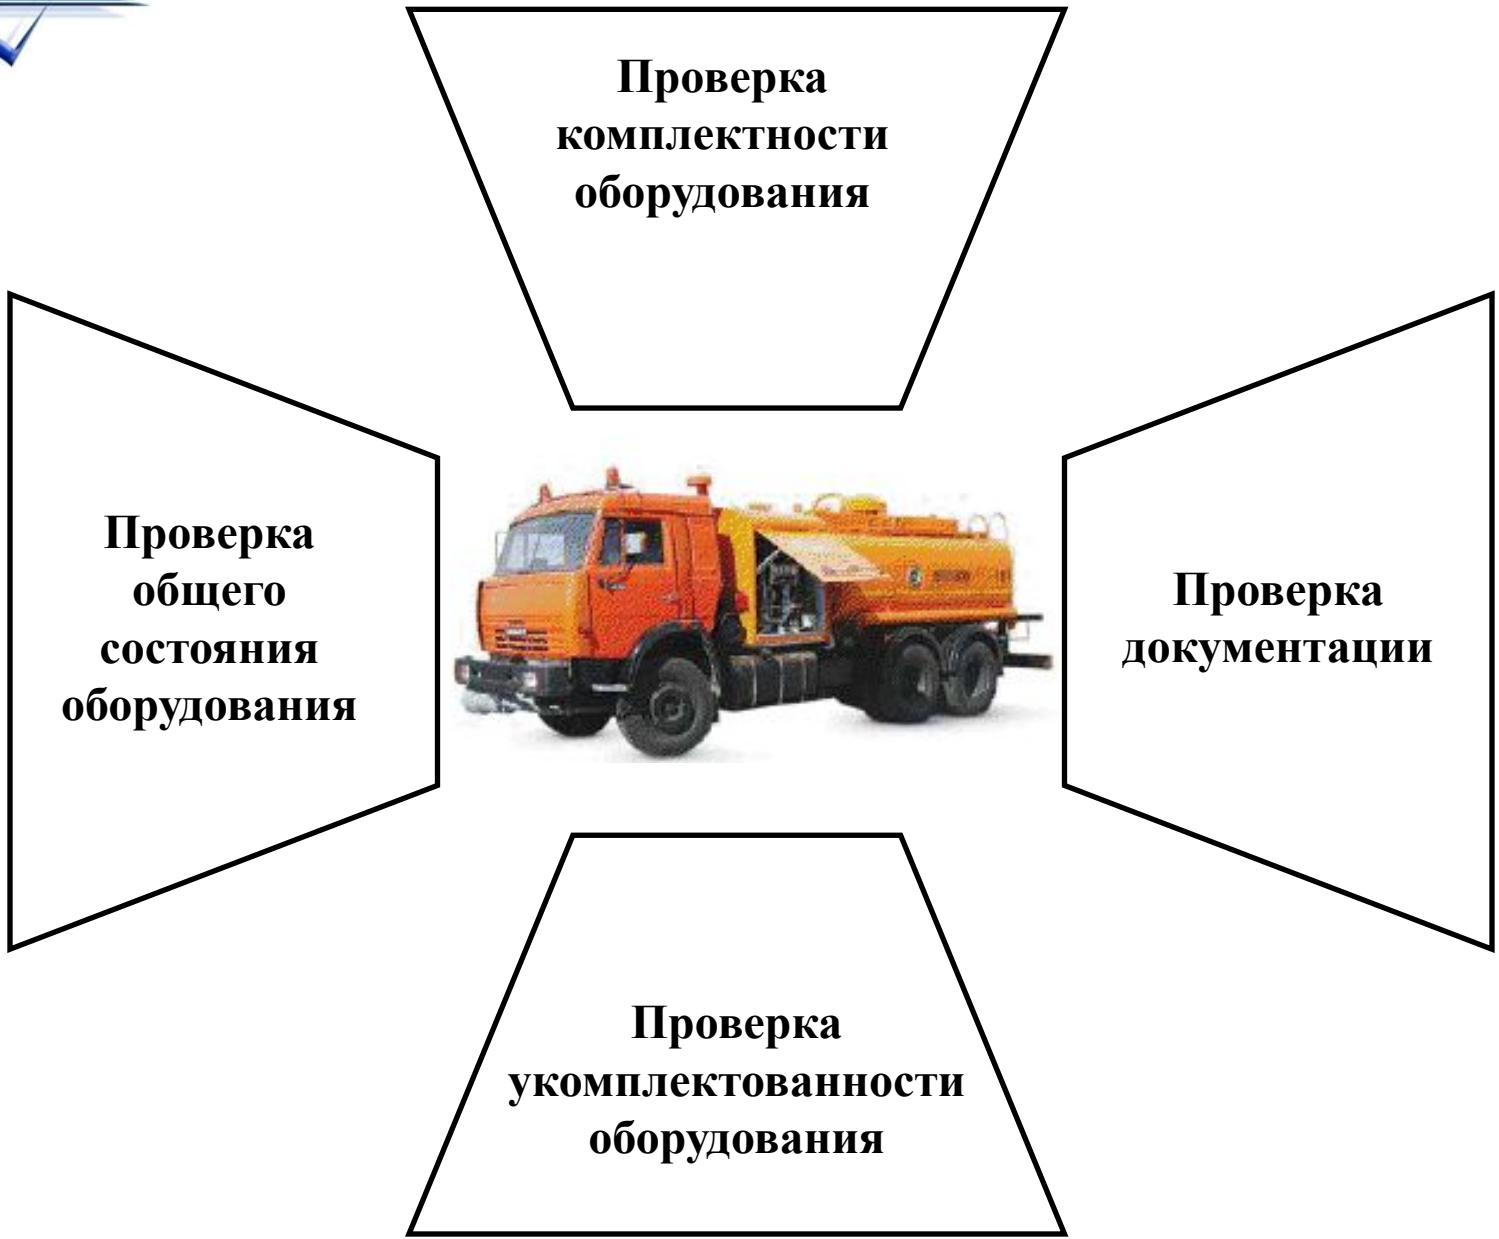 Проверка
комплектности
оборудования
Проверка
общего
состояния
оборудования
Проверка
документации
Проверка
укомплектованности
оборудования